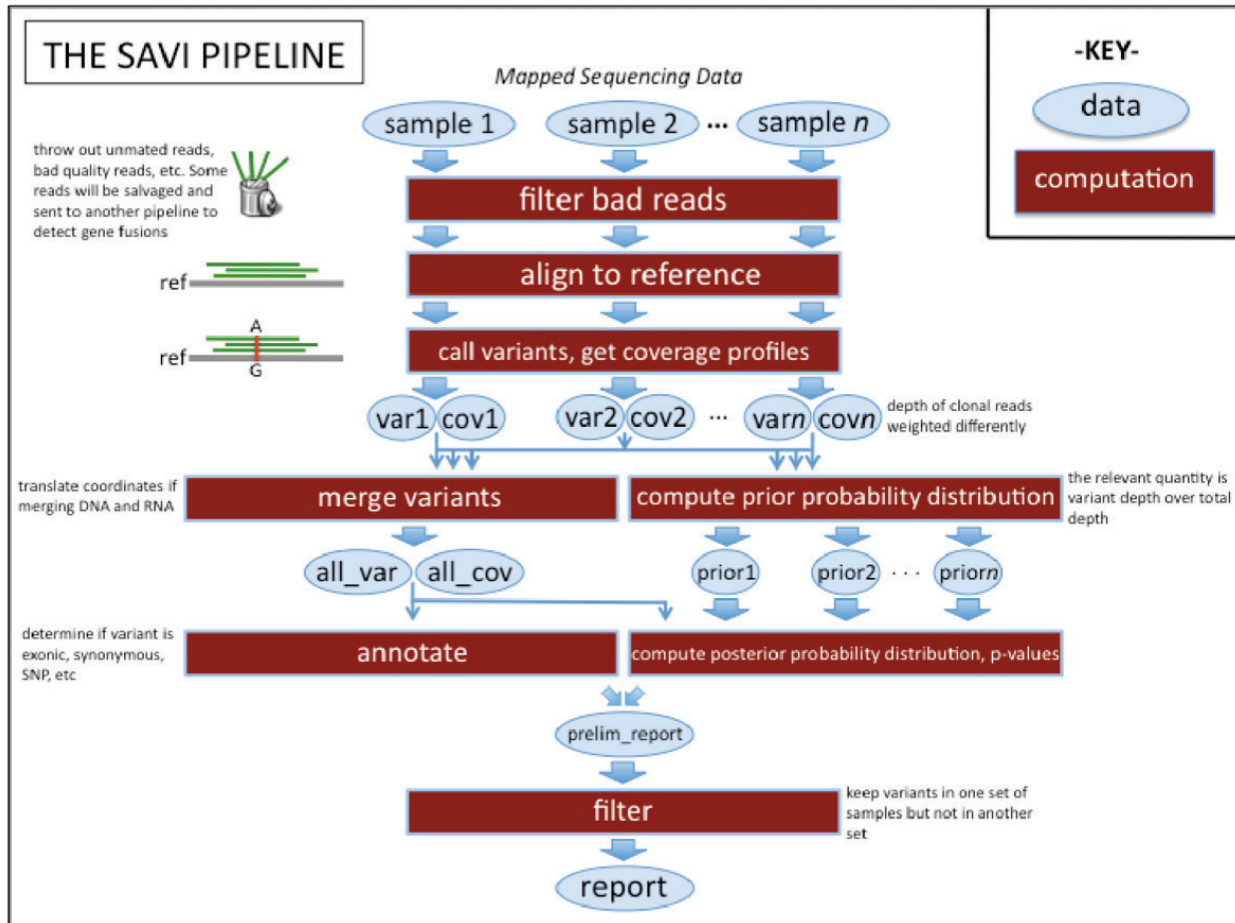 THE SAVI PIPELINE
-KEY-
data
computation
Mapped Sequencing Data
sample 1
sample 2
...
sample n
throw out unmated reads,
bad quality reads, etc. Some
reads will be salvaged and
sent to another pipeline to
detect gene fusions
filter bad reads
ref
align to reference
A
ref
G
call variants, get coverage profiles
var1
cov1
var2
cov2
...
varn
covn
depth of clonal reads
weighted differently
translate coordinates if
merging DNA and RNA
merge variants
compute prior probability distribution
the relevant quantity is
variant depth over total
depth
all_var
all_cov
prior1
prior2
. . .
priorn
determine if variant is
exonic, synonymous,
SNP, etc
annotate
compute posterior probability distribution, p-values
prelim_report
filter
keep variants in one set of
samples but not in another
set
report